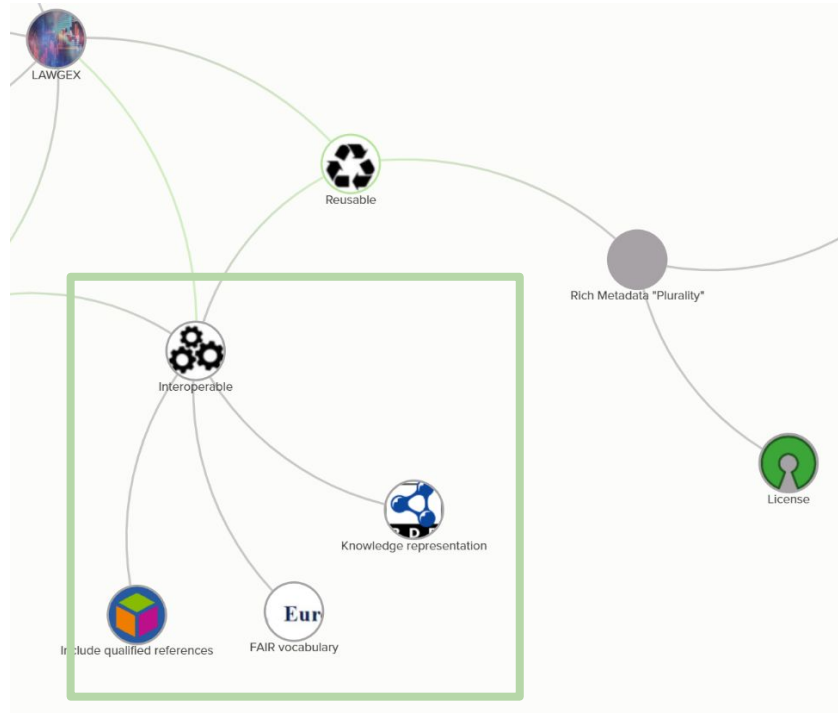 LAWGEX
Reusable
Rich Metadata "Plurality"
Interoperable
License
Knowledge representation
Eur
Include qualified references
FAIR vocabulary